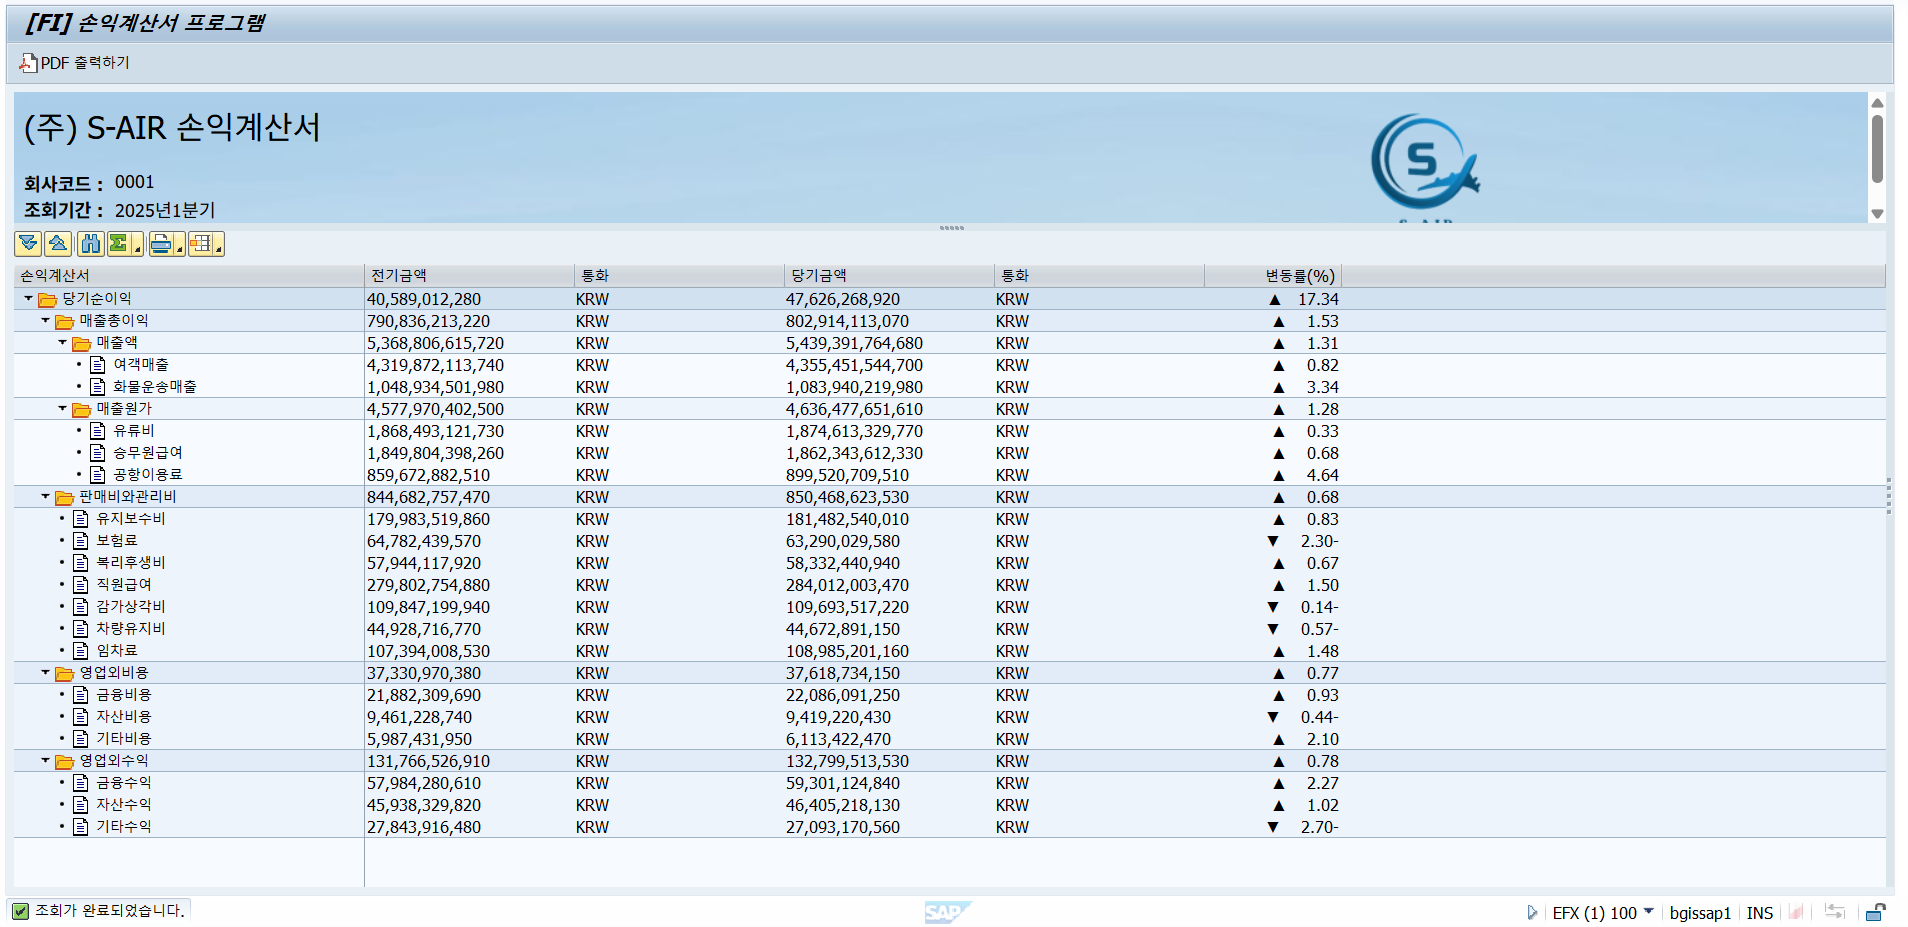 [FI] 손익계산서 프로그램
PDF 출력하기
(주) S-AIR 손익계산서
S
회사코드 : 0001
조회기간 : 2025년1분기
손익계산서 전기금액 통화 당기금액 통화 변동률(%)
당기순이익 40,589,012,280 KRW 47,626,268,920 KRW ▲ 17.34
매출총이익 790,836,213,220 KRW 802,914,113,070 KRW ▲ 1.53
매출액 5,368,806,615,720 KRW 5,439,391,764,680 KRW ▲ 1.31
여객매출 4,319,872,113,740 KRW 4,355,451,544,700 KRW ▲ 0.82
화물운송매출 1,048,934,501,980 KRW 1,083,940,219,980 KRW ▲ 3.34
매출원가 4,577,970,402,500 KRW 4,636,477,651,610 KRW ▲ 1.28
유류비 1,868,493,121,730 KRW 1,874,613,329,770 KRW ▲ 0.33
승무원급여 1,849,804,398,260 KRW 1,862,343,612,330 KRW ▲ 0.68
공항이용료 859,672,882,510 KRW 899,520,709,510 KRW ▲ 4.64
판매비와관리비 844,682,757,470 KRW 850,468,623,530 KRW ▲ 0.68
유지보수비 179,983,519,860 KRW 181,482,540,010 KRW ▲ 0.83
보험료 64,782,439,570 KRW 63,290,029,580 KRW ▼ 2.30-
복리후생비 57,944,117,920 KRW 58,332,440,940 KRW ▲ 0.67
직원급여 279,802,754,880 KRW 284,012,003,470 KRW ▲ 1.50
감가상각비 109,847,199,940 KRW 109,693,517,220 KRW ▼ 0.14-
차량유지비 44,928,716,770 KRW 44,672,891,150 KRW ▼ 0.57-
임차료 107,394,008,530 KRW 108,985,201,160 KRW ▲ 1.48
영업외비용 37,330,970,380 KRW 37,618,734,150 KRW ▲ 0.77
금융비용 21,882,309,690 KRW 22,086,091,250 KRW ▲ 0.93
자산비용 9,461,228,740 KRW 9,419,220,430 KRW ▼ 0.44-
기타비용 5,987,431,950 KRW 6,113,422,470 KRW ▲ 2.10
영업외수익 131,766,526,910 KRW 132,799,513,530 KRW ▲ 0.78
금융수익 57,984,280,610 KRW 59,301,124,840 KRW ▲ 2.27
자산수익 45,938,329,820 KRW 46,405,218,130 KRW ▲ 1.02
기타수익 27,843,916,480 KRW 27,093,170,560 KRW ▼ 2.70-
조회가 완료되었습니다. SAP EFX (1) 100 bgissap1 INS